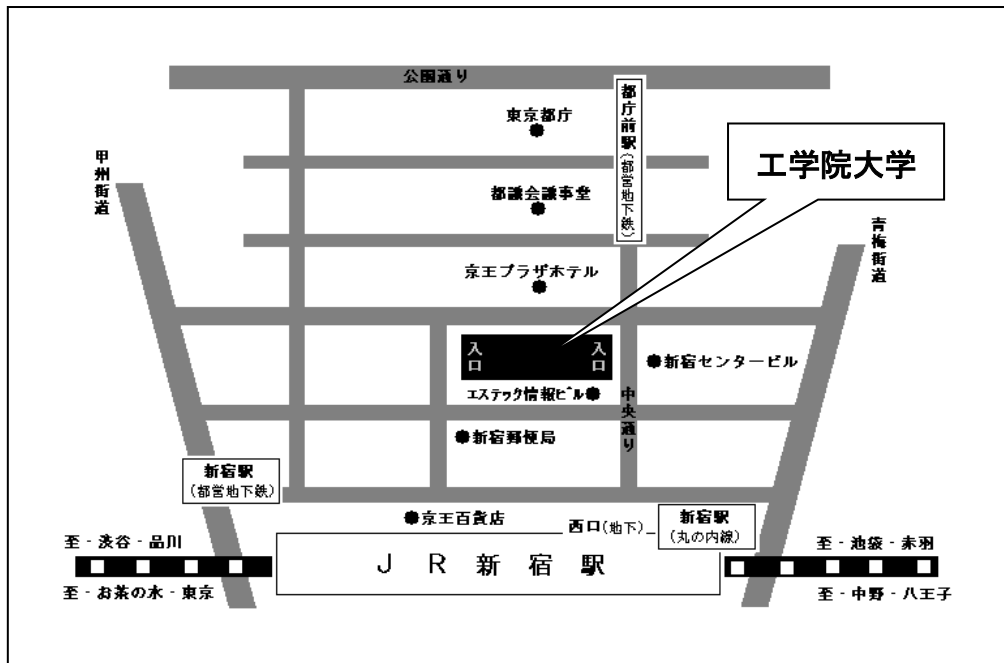 公園通り
都庁前駅(都営地下鉄)
東京都庁
工学院大学
甲州街道
都議会議事堂
青梅街道
京王プラザホテル
入口
入口
新宿センタービル
エステック情報ビル
中央通り
新宿郵便局
新宿駅
(都営地下鉄)
京王百貨店
西口(地下)
新宿駅
(丸の内線)
至-渋谷-品川
JR新宿駅
至-池袋-赤羽
至-お茶の水-東京
至-中野-八王子